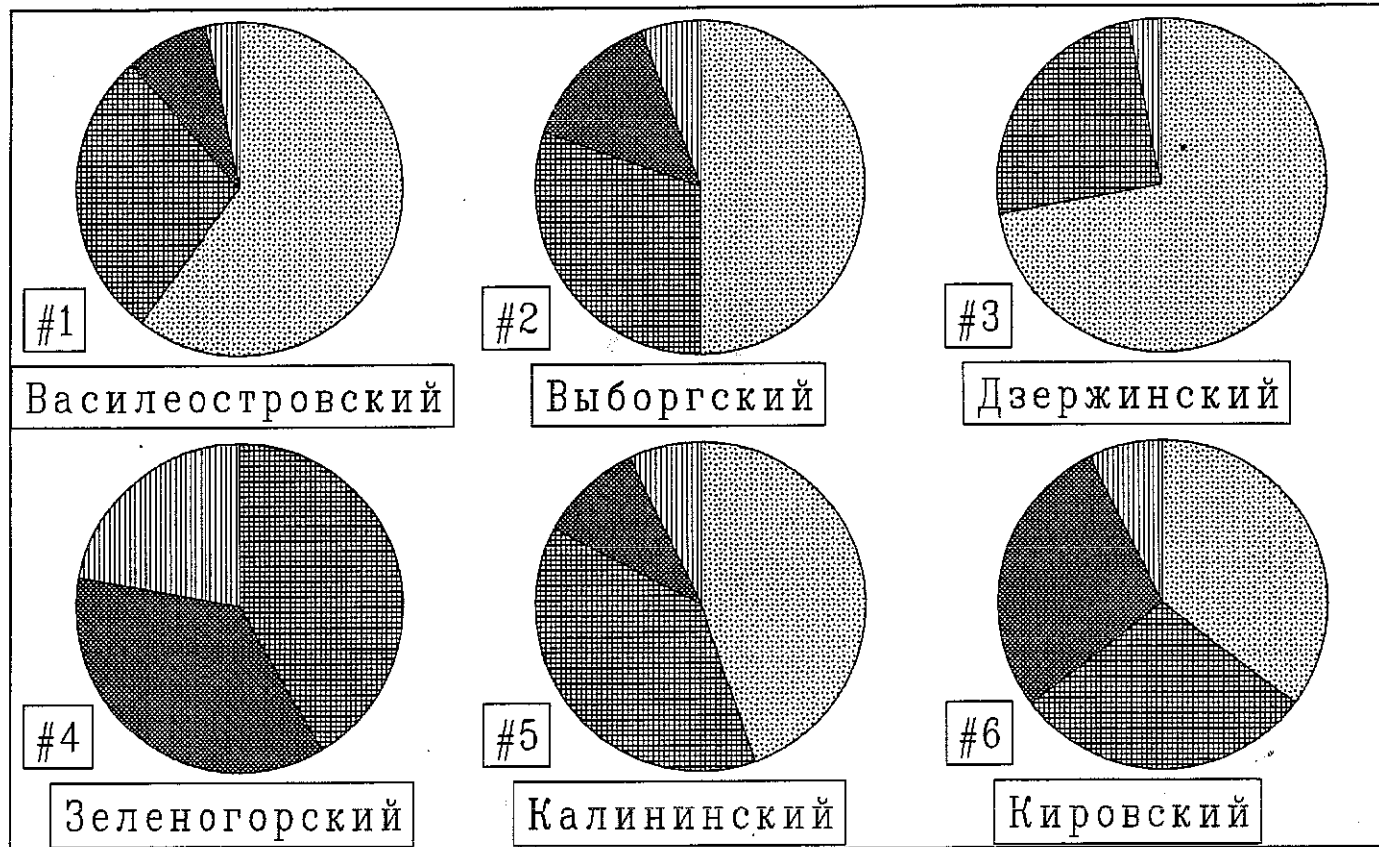 #1
Василеостровский
#2
Выборгский
#3
Дзержинский
#4
Зеленогорский
#5
Калининский
#6
Кировский